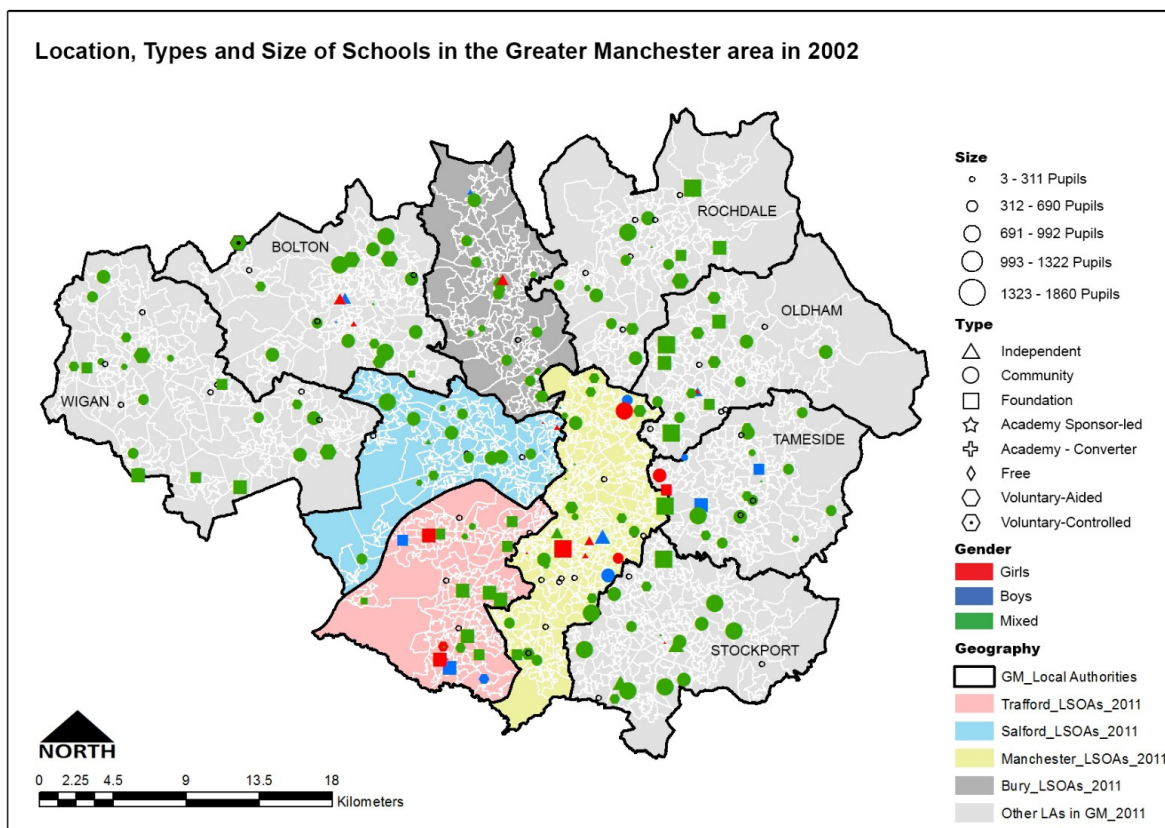 Location, Types and Size of Schools in the Greater Manchester area in 2002
ROCHDALE
BOLTON
OLDHAM
WIGAN
TAMESIDE
STOCKPORT
Size
3 - 311 Pupils
312 - 690 Pupils
691 - 992 Pupils
993 - 1322 Pupils
1323 - 1860 Pupils
Type
Independent
Community
Foundation
Academy Sponsor-led
Academy - Converter
Free
Voluntary-Aided
Voluntary-Controlled
Gender
Girls
Boys
Mixed
Geography
GM_Local Authorities
Trafford_LSOAs_2011
Salford_LSOAs_2011
Manchester_LSOAs_2011
Bury_LSOAs_2011
Other LAs in GM_2011
NORTH
0 2.25 4.5 9 13.5 18
Kilometers